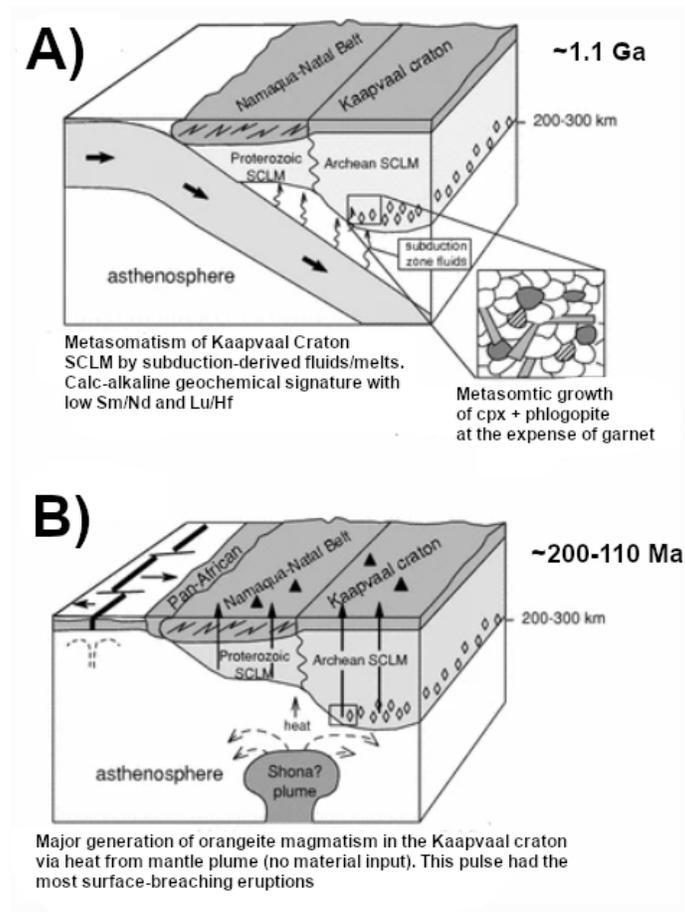 A)
~1.1 Ga
Namaqua-Natal Belt
Kaapvaal craton
200-300 km
Proterozoic
SCLM
Archean SCLM
subduction
zone fluids
asthenosphere
Metasomatism of Kaapvaal Craton
SCLM by subduction-derived fluids/melts.
Calc-alkaline geochemical signature with
low Sm/Nd and Lu/Hf
Metasomtic growth
of cpx + phlogopite
at the expense of garnet
B)
~200-110 Ma
Pan-African
Namaqua-Natal Belt
Kaapvaal craton
200-300 km
Proterozoic
SCLM
Archean SCLM
heat
asthenosphere
Shona?
plume
Major generation of orangeite magmatism in the Kaapvaal craton
via heat from mantle plume (no material input). This pulse had the
most surface-breaching eruptions